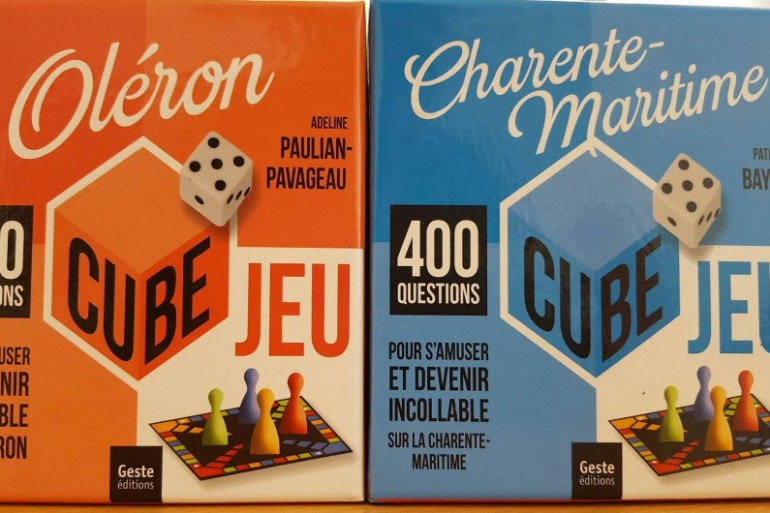 Oléron
ADELINE
PAULIAN-
PAVAGEAU
CUBE
JEU
Geste
éditions
Charente-
Maritime
400
QUESTIONS
CUBE
JEU
POUR S'AMUSER
ET DEVENIR
INCOLLABLE
SUR LA CHARENTE-
MARITIME
Geste
éditions